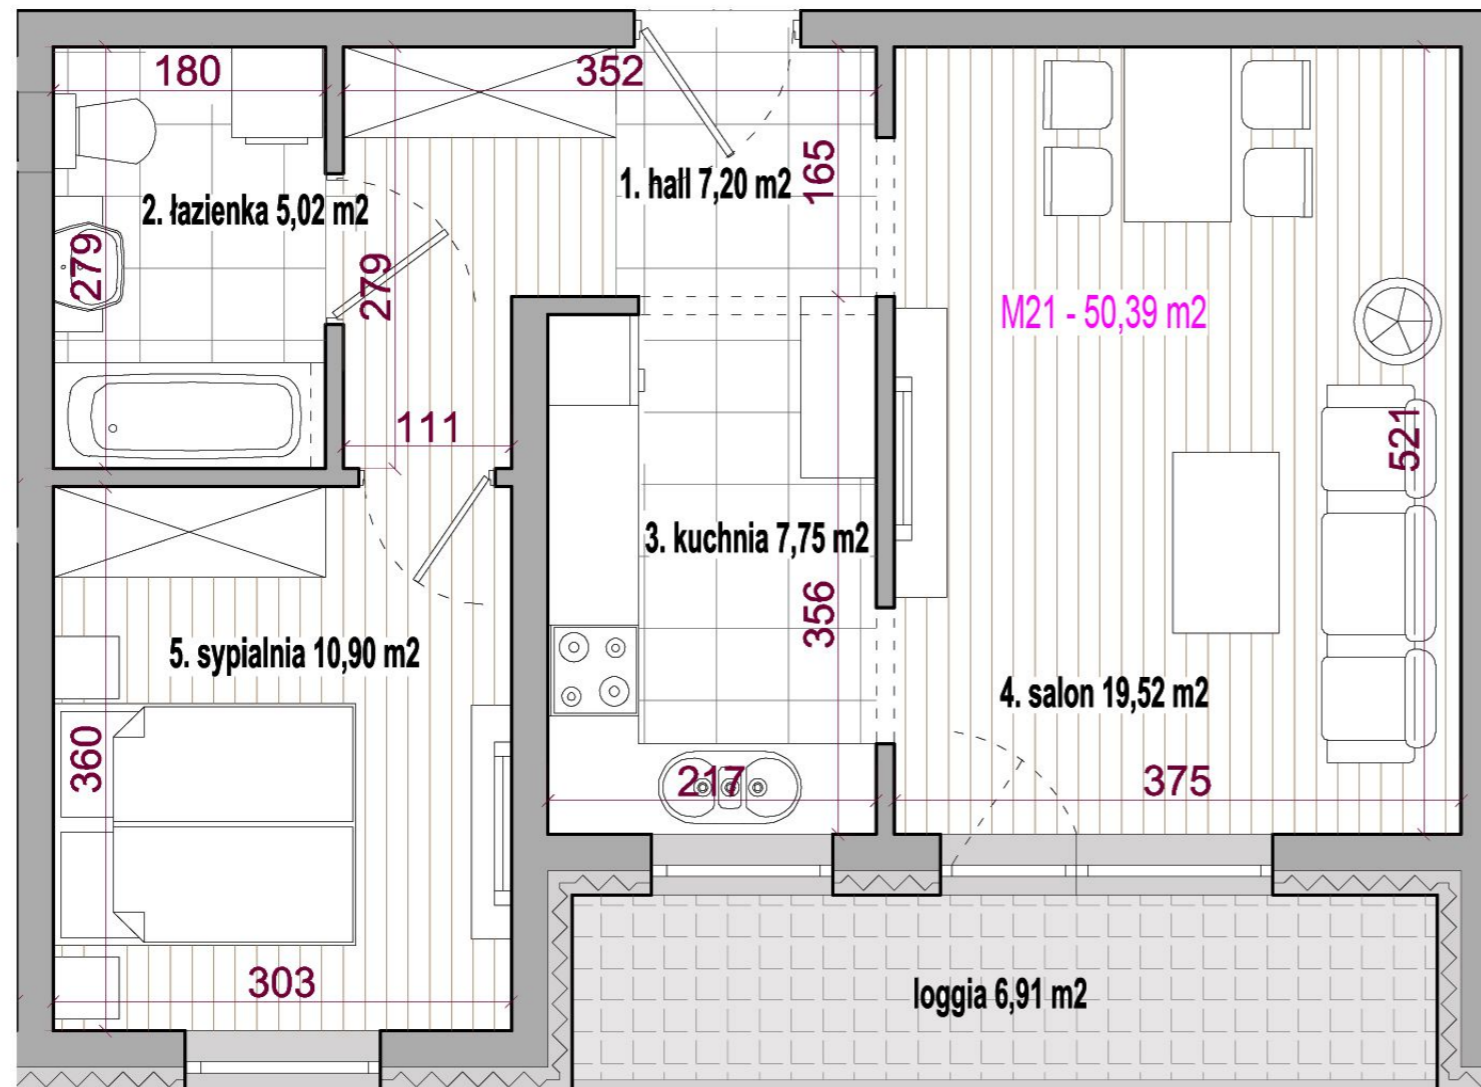 180
352
1. hall 7,20 m2
165
2. łazienka 5,02 m2
279
279
M21 - 50,39 m2
111
521
3. kuchnia 7,75 m2
356
5. sypialnia 10,90 m2
4. salon 19,52 m2
360
217
375
303
loggia 6,91 m2